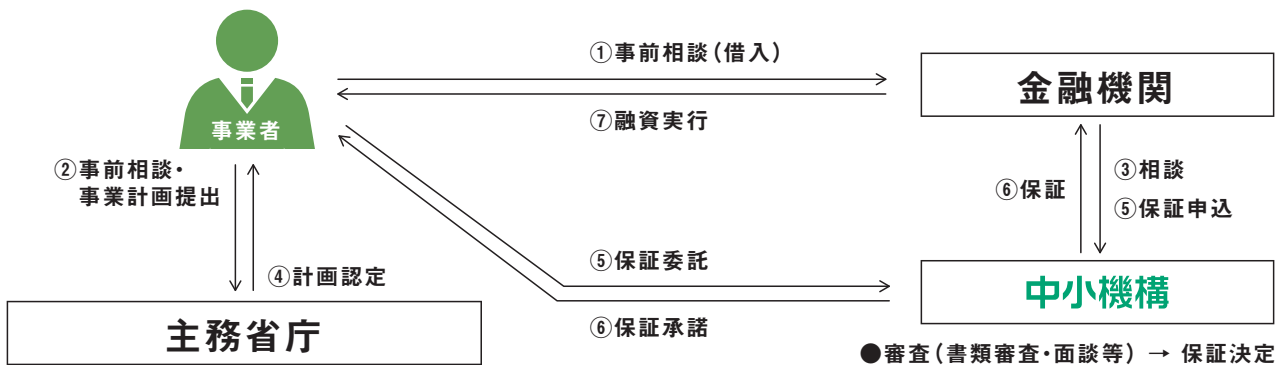 ①事前相談(借入)
金融機関
事業者
⑦融資実行
②事前相談・
事業計画提出
③相談
⑥保証
⑤保証申込
④計画認定
⑤保証委託
中小機構
主務省庁
⑥保証承諾
●審査(書類審査・面談等) → 保証決定